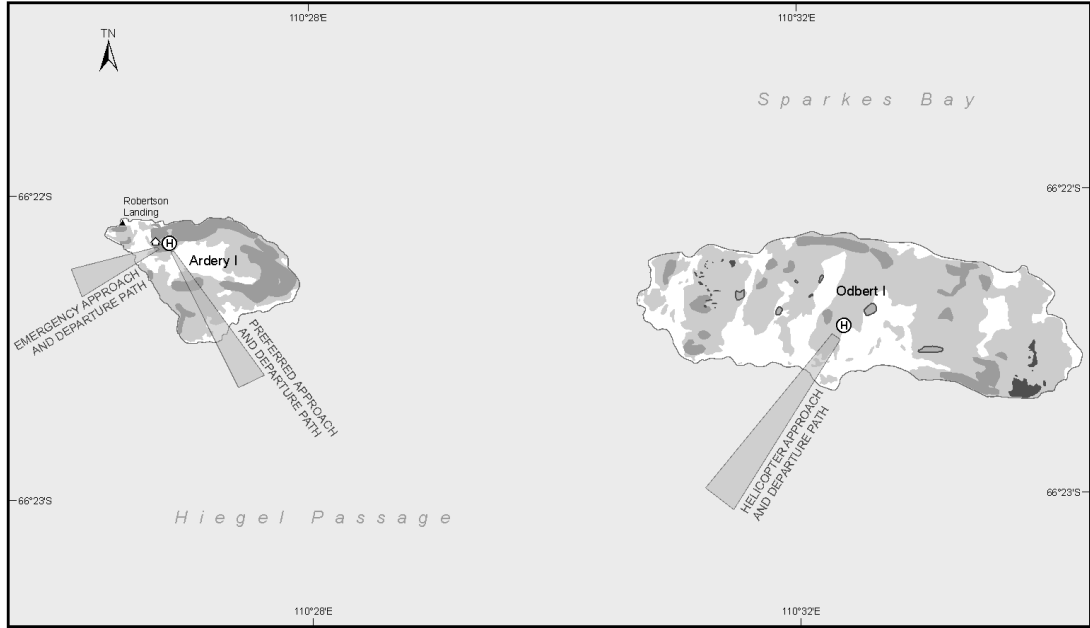 110°28'E
110°32'E
TN
Sparkes Bay
66°22'S
66°22'S
Robertson
Landing
H
Ardery I
EMERGENCY APPROACH
AND DEPARTURE PATH
PREFERRED APPROACH
AND DEPARTURE PATH
Odbert I
H
HELICOPTER APPROACH
AND DEPARTURE PATH
66°23'S
66°23'S
Hiegel Passage
110°28'E
110°32'E